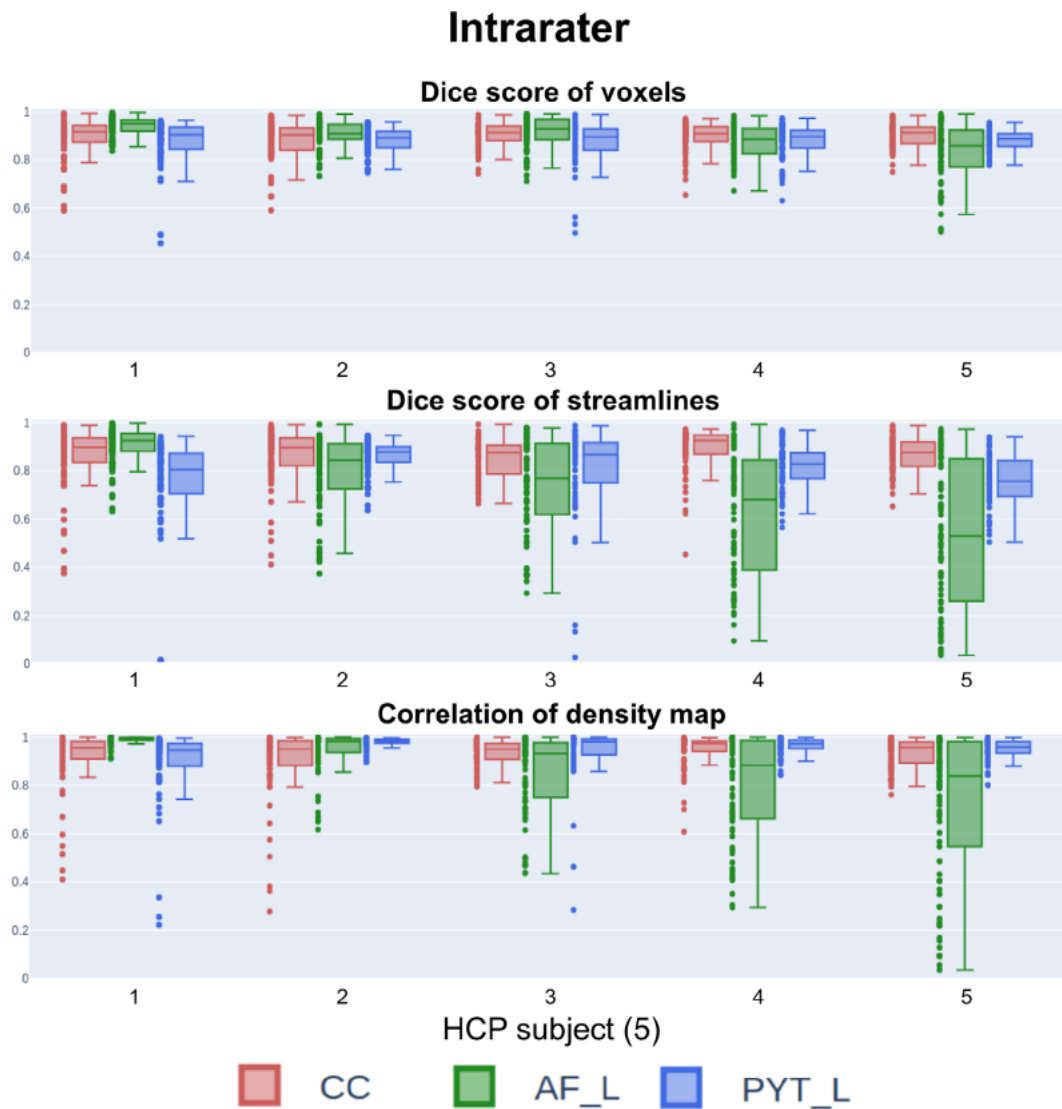 Intrarater
Dice score of voxels
1
0.8
0.6
0.4
0.2
0
1 2 3 4 5
Dice score of streamlines
1
0.8
0.6
0.4
0.2
0
1 2 3 4 5
Correlation of density map
1
0.8
0.6
0.4
0.2
0
1 2 3 4 5
HCP subject (5)
CC AF_L PYT_L